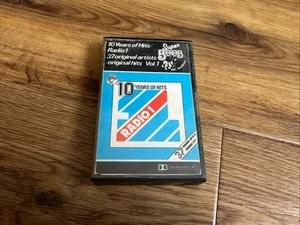 10 Years of Hits
Radio 1
37 original artists
original hits Vol. 1
Super
BEEB
10 YEARS OF HITS
RADIO 1
37